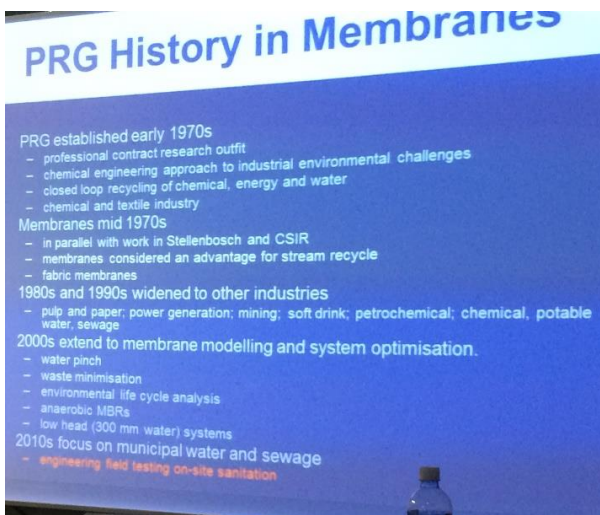 PRG History in Membranes
PRG established early 1970s
– professional contract research outfit
– chemical engineering approach to industrial environmental challenges
– closed loop recycling of chemical, energy and water
– chemical and textile industry
Membranes mid 1970s
– in parallel with work in Stellenbosch and CSIR
– membranes considered an advantage for stream recycle
– fabric membranes
1980s and 1990s widened to other industries
– pulp and paper; power generation; mining; soft drink; petrochemical; chemical, potable
water, sewage
2000s extend to membrane modelling and system optimisation.
– water pinch
– waste minimisation
– environmental life cycle analysis
– anaerobic MBRs
– low head (300 mm water) systems
2010s focus on municipal water and sewage
– engineering field testing on-site sanitation